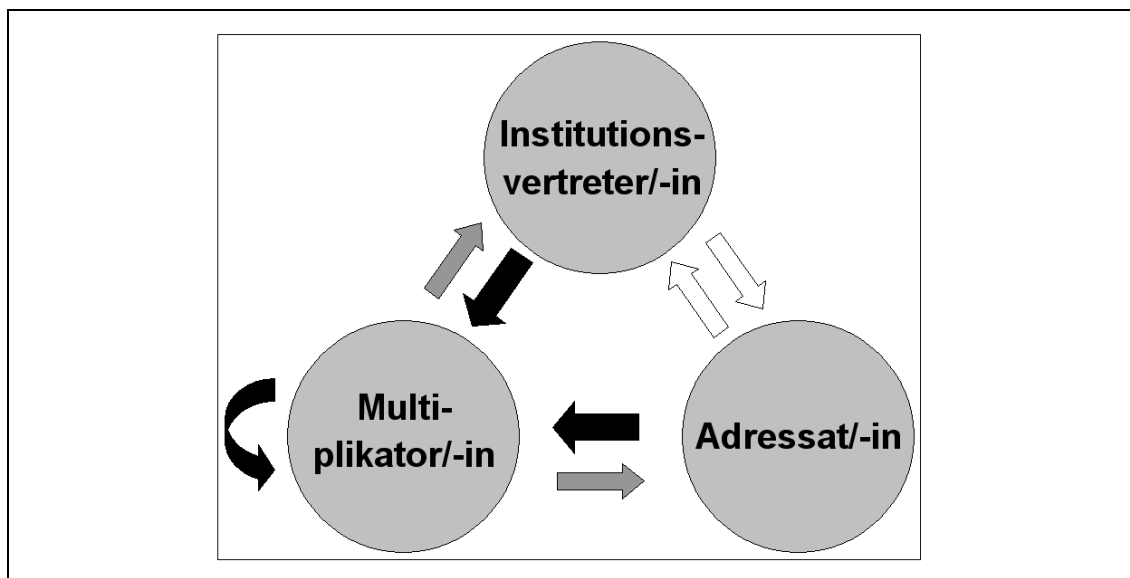 Institutions-
vertreter/-in
Multi-
plikator/-in
Adressat/-in